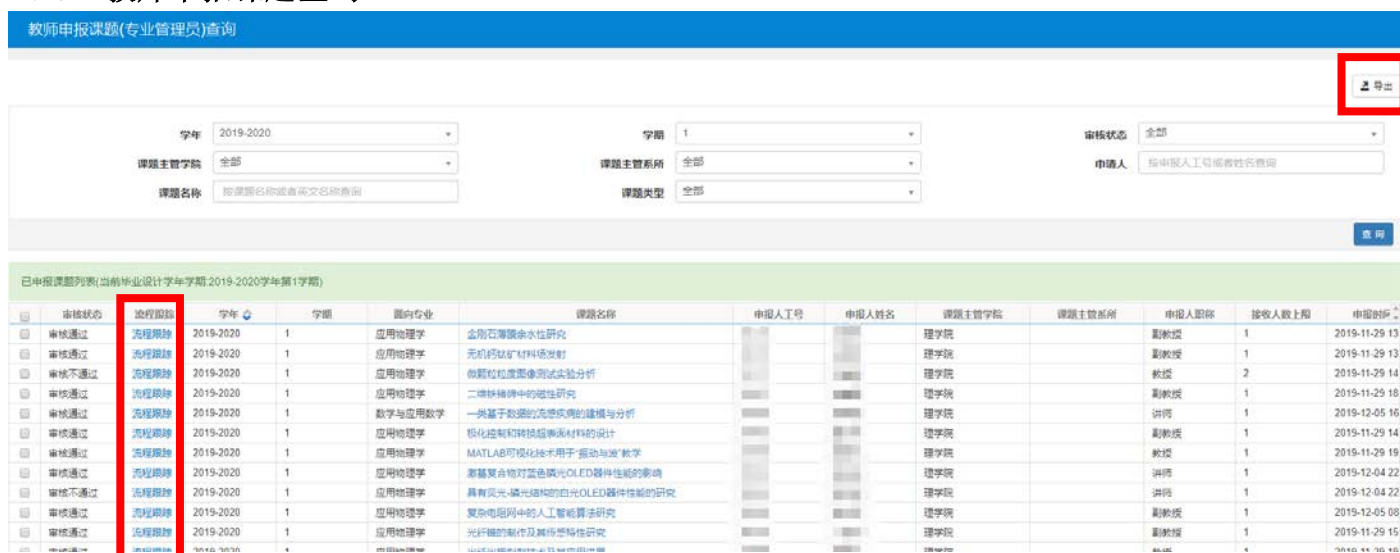 教师申报课题(专业管理员)查询
导出
学年 2019-2020 学期 1 审核状态 全部
课题主管学院 全部 课题主管系所 全部 申请人 按申报人工号或者姓名查询
课题名称 按课题名称或者英文名称查询 课题类型 全部
查 询
已申报课题列表(当前毕业设计学年学期:2019-2020学年第1学期)
审核状态 流程跟踪 学年 学期 面向专业 课题名称 申报人工号 申报人姓名 课题主管学院 课题主管系所 申报人职称 接收人数上限 申报时间
审核通过 流程跟踪 2019-2020 1 应用物理学 金刚石薄膜亲水性研究 理学院 副教授 1 2019-11-29 13
审核通过 流程跟踪 2019-2020 1 应用物理学 无机钙钛矿材料场发射 理学院 副教授 1 2019-11-29 13
审核不通过 流程跟踪 2019-2020 1 应用物理学 微颗粒粒度图像测试实验分析 理学院 教授 2 2019-11-29 14
审核通过 流程跟踪 2019-2020 1 应用物理学 二维铁锗碲中的磁性研究 理学院 副教授 1 2019-11-29 18
审核通过 流程跟踪 2019-2020 1 数学与应用数学 一类基于数据的流感疾病的建模与分析 理学院 讲师 1 2019-12-05 16
审核通过 流程跟踪 2019-2020 1 应用物理学 极化控制和转换超表面材料的设计 理学院 副教授 1 2019-11-29 14
审核通过 流程跟踪 2019-2020 1 应用物理学 MATLAB可视化技术用于"振动与波"教学 理学院 教授 1 2019-11-29 19
审核通过 流程跟踪 2019-2020 1 应用物理学 激基复合物对蓝色磷光OLED器件性能的影响 理学院 讲师 1 2019-12-04 22
审核不通过 流程跟踪 2019-2020 1 应用物理学 具有荧光-磷光结构的白光OLED器件性能的研究 理学院 讲师 1 2019-12-04 22
审核通过 流程跟踪 2019-2020 1 应用物理学 复杂电阻网中的人工智能算法研究 理学院 副教授 1 2019-12-05 08
审核通过 流程跟踪 2019-2020 1 应用物理学 光纤锥的制作及其传感特性研究 理学院 副教授 1 2019-11-29 15